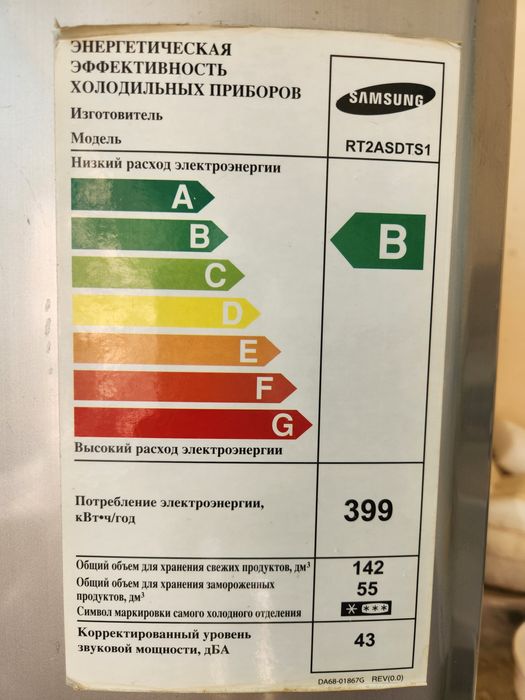 ЭНЕРГЕТИЧЕСКАЯ
ЭФФЕКТИВНОСТЬ
ХОЛОДИЛЬНЫХ ПРИБОРОВ
SAMSUNG
Изготовитель
Модель
RT2ASDTS1
Низкий расход электроэнергии
A
B
B
C
D
E
F
G
Высокий расход электроэнергии
Потребление электроэнергии,
кВт•ч/год
399
Общий объем для хранения свежих продуктов, дм³
142
Общий объем для хранения замороженных
продуктов, дм³
55
Символ маркировки самого холодного отделения
* ***
Корректированный уровень
звуковой мощности, дБА
43
DA68-01867G REV(0.0)